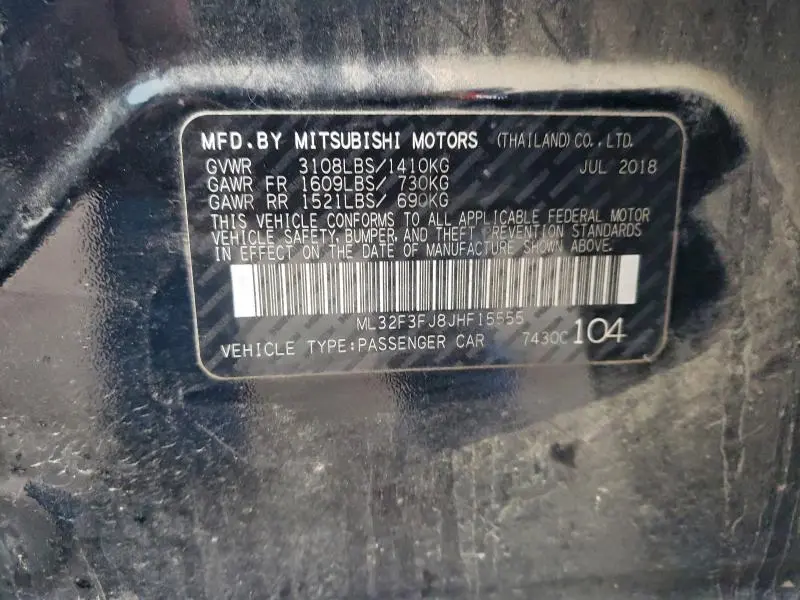 MFD.BY MITSUBISHI MOTORS (THAILAND)CO.,LTD.
GVWR 3108LBS/1410KG JUL 2018
GAWR FR 1609LBS/ 730KG
GAWR RR 1521LBS/ 690KG
THIS VEHICLE CONFORMS TO ALL APPLICABLE FEDERAL MOTOR
VEHICLE SAFETY, BUMPER, AND THEFT PREVENTION STANDARDS
IN EFFECT ON THE DATE OF MANUFACTURE SHOWN ABOVE.
ML32F3FJ8JHF15555
VEHICLE TYPE:PASSENGER CAR 7430C 104